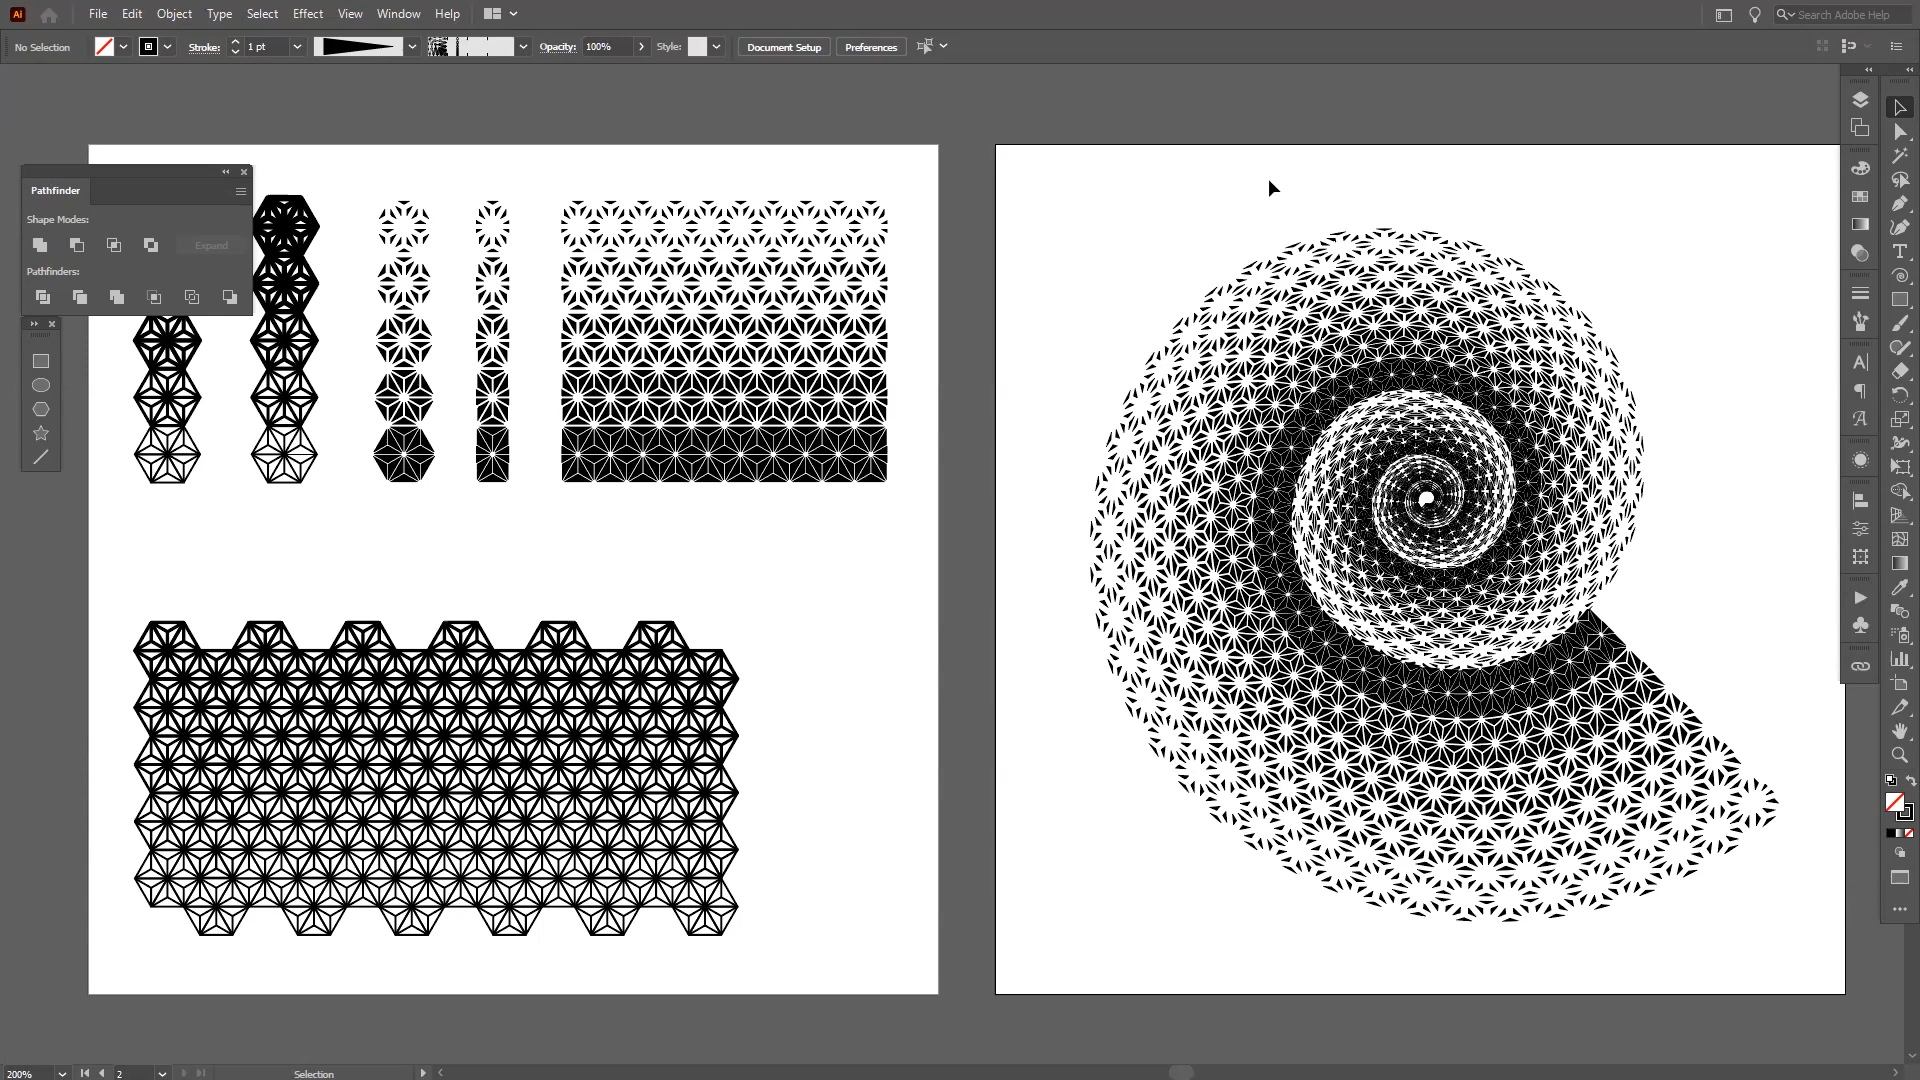 Ai File Edit Object Type Select Effect View Window Help Search Adobe Help
No Selection Stroke: 1 pt Opacity: 100% Style: Document Setup Preferences
Pathfinder
Shape Modes:
Expand
Pathfinders:
200% 2 Selection